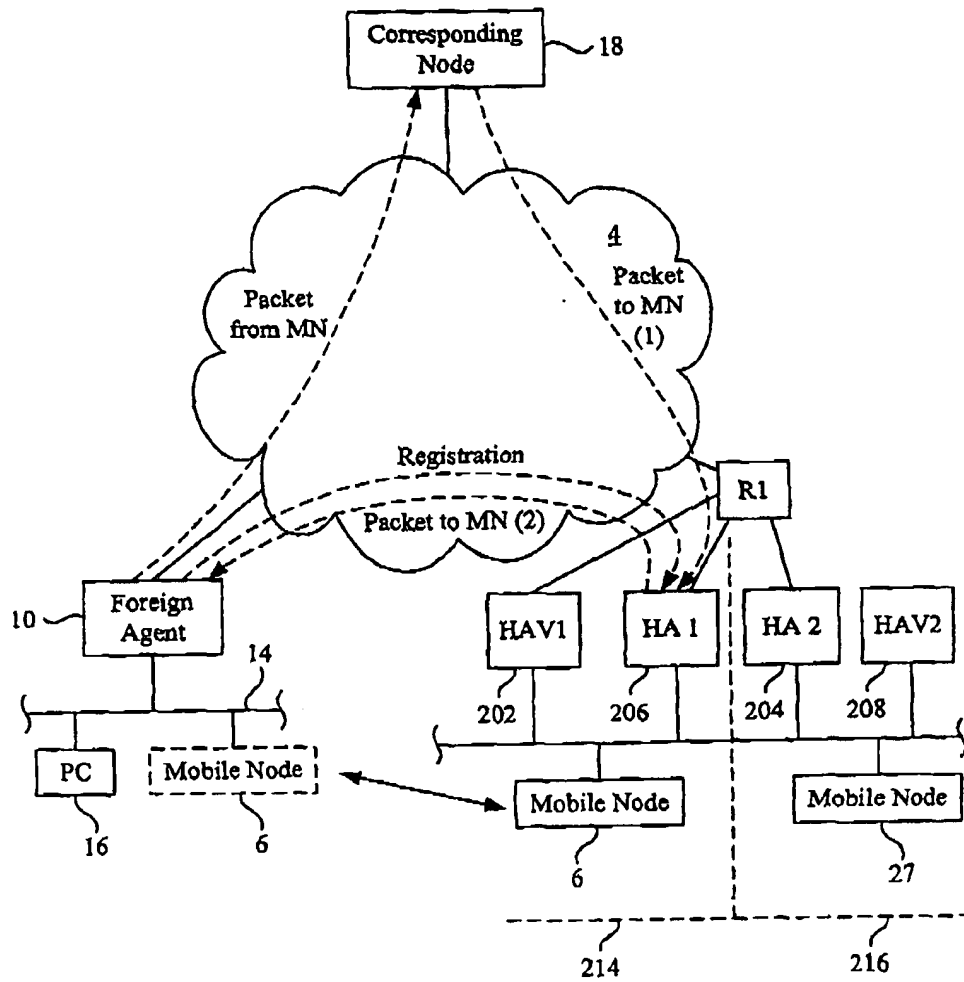 Corresponding
Node
18
4
Packet
to MN
(1)
Packet
from MN
Registration
Packet to MN (2)
R1
10
Foreign
Agent
HAV1
HA 1
HA 2
HAV2
14
202
206
204
208
PC
Mobile Node
Mobile Node
Mobile Node
16
6
6
27
214
216